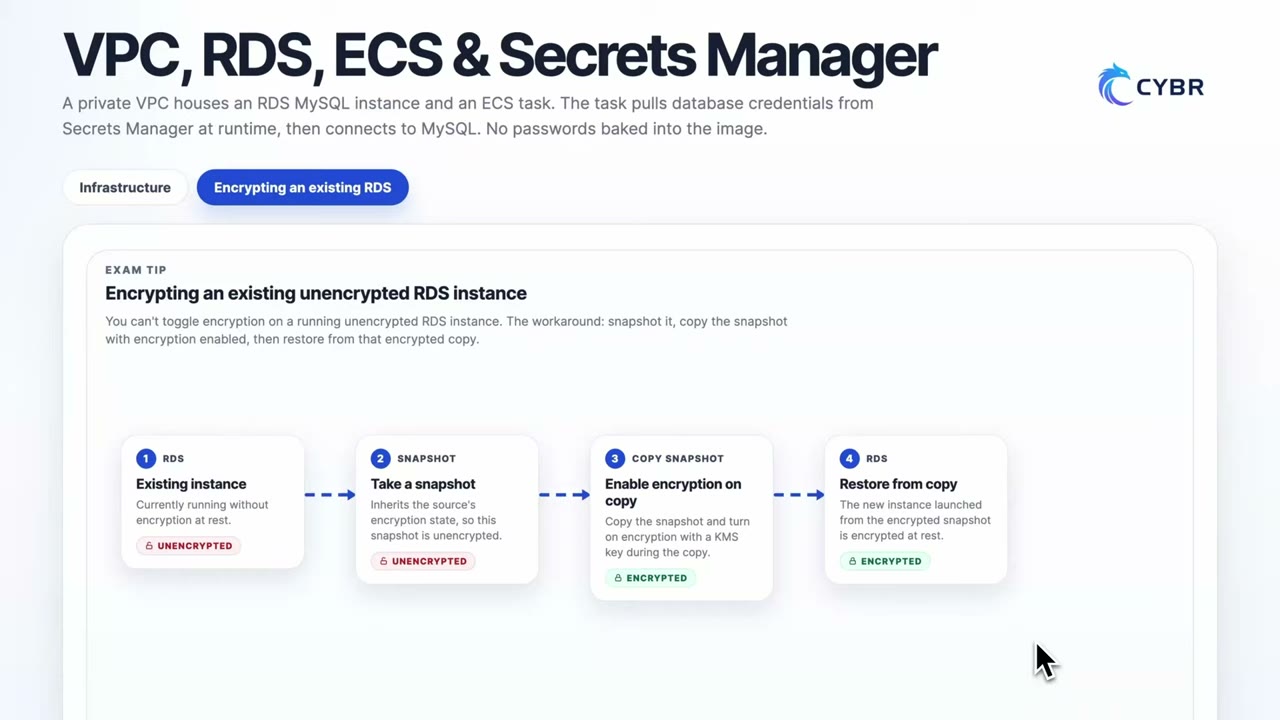 VPC, RDS, ECS & Secrets Manager
A private VPC houses an RDS MySQL instance and an ECS task. The task pulls database credentials from
Secrets Manager at runtime, then connects to MySQL. No passwords baked into the image.
CYBR
Infrastructure
Encrypting an existing RDS
EXAM TIP
Encrypting an existing unencrypted RDS instance
You can't toggle encryption on a running unencrypted RDS instance. The workaround: snapshot it, copy the snapshot
with encryption enabled, then restore from that encrypted copy.
1 RDS
Existing instance
Currently running without
encryption at rest.
UNENCRYPTED
2 SNAPSHOT
Take a snapshot
Inherits the source's
encryption state, so this
snapshot is unencrypted.
UNENCRYPTED
3 COPY SNAPSHOT
Enable encryption on
copy
Copy the snapshot and turn
on encryption with a KMS
key during the copy.
ENCRYPTED
4 RDS
Restore from copy
The new instance launched
from the encrypted snapshot
is encrypted at rest.
ENCRYPTED